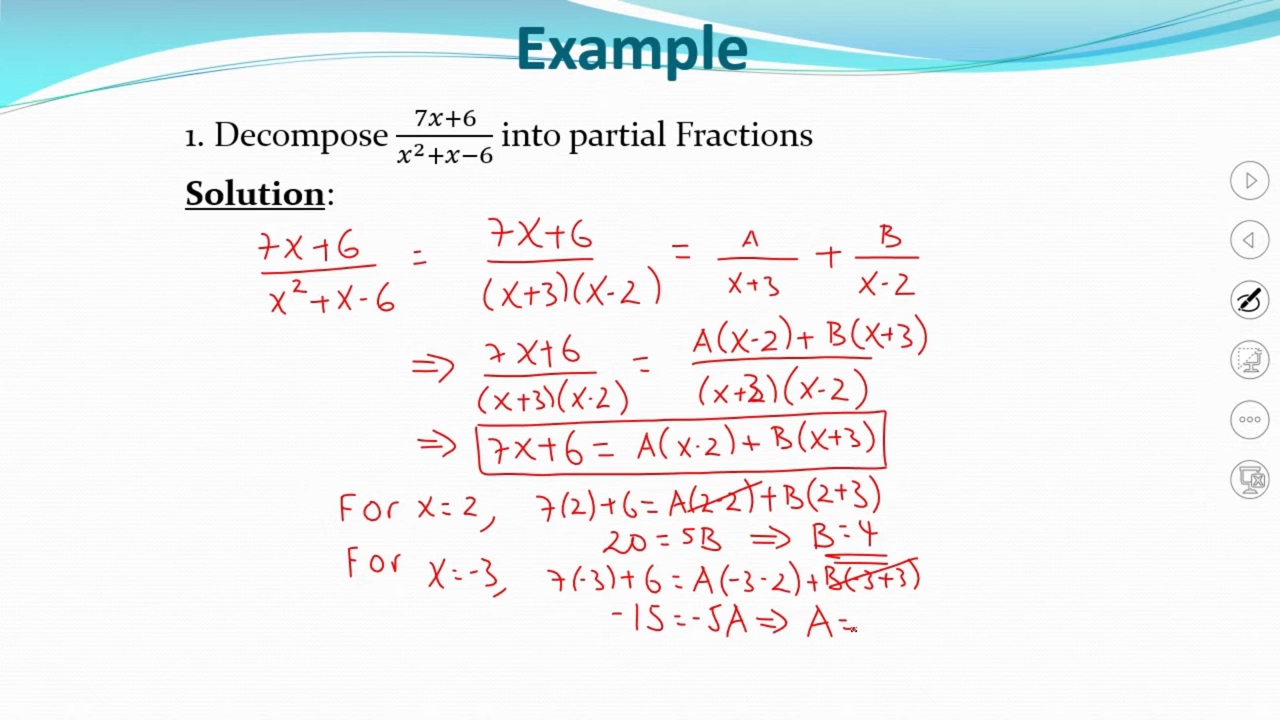 Example
1. Decompose 7x+6/x²+x−6 into partial Fractions
Solution:
7x+6/x²+x-6 = 7x+6/(x+3)(x-2) = A/x+3 + B/x-2
⇒ 7x+6/(x+3)(x-2) = A(x-2)+B(x+3)/(x+3)(x-2)
⇒ 7x+6 = A(x-2)+B(x+3)
For x=2, 7(2)+6=A(2-2)+B(2+3)
20=5B ⇒ B=4
For x=-3, 7(-3)+6=A(-3-2)+B(-3+3)
-15=-5A ⇒ A=